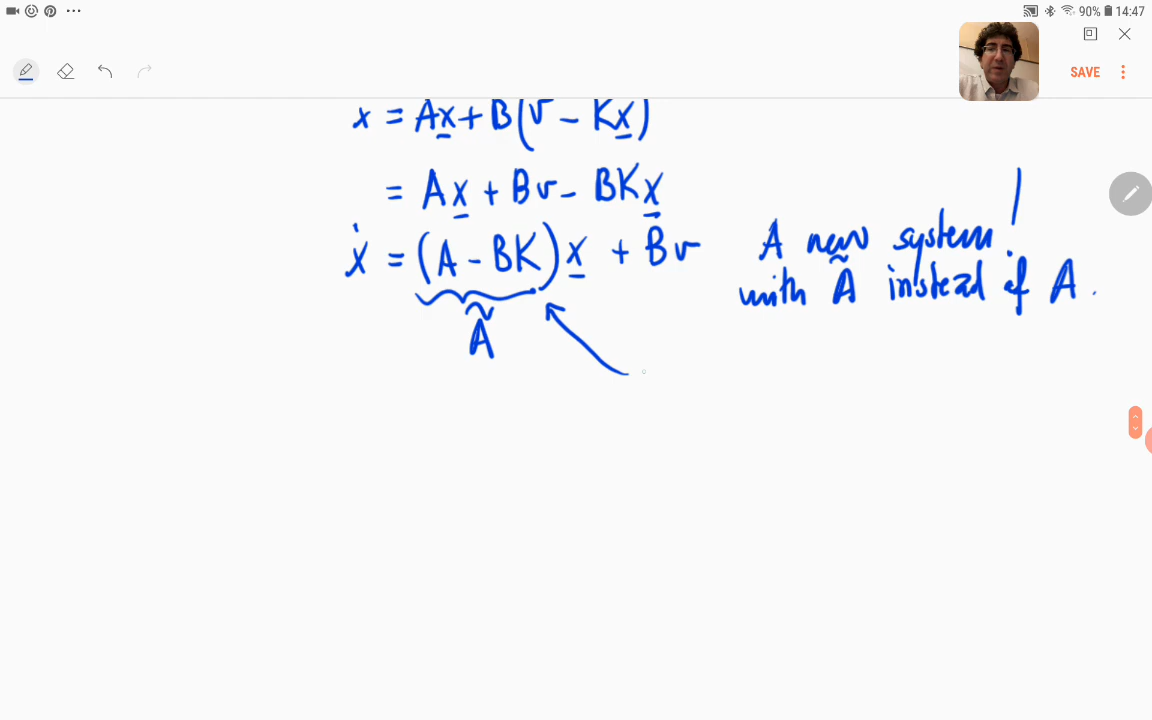 90% 14:47
SAVE
x = Ax + B(v - Kx)
= Ax + Bv - BKx
ẋ = (A - BK)x + Bv
Ã
A new system
with Ã instead of A.